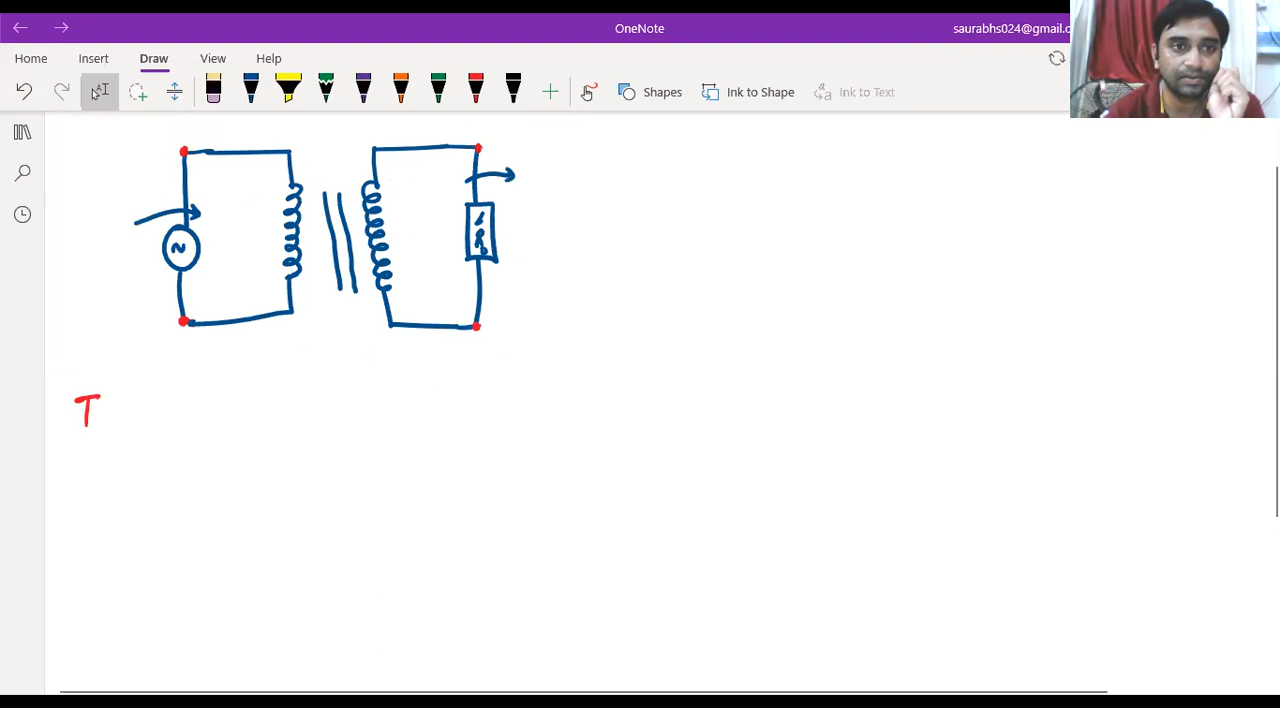 OneNote
saurabhs024@gmail.c
Home Insert Draw View Help
Shapes Ink to Shape Ink to Text
~
T